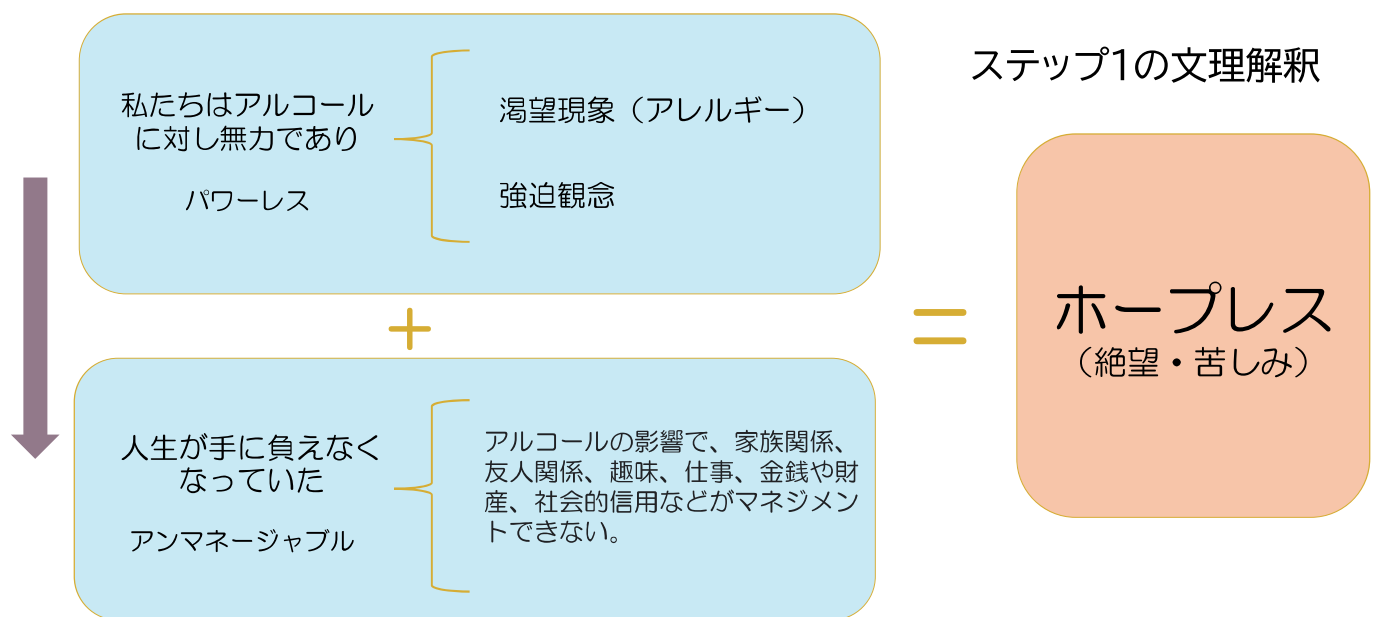 ステップ1の文理解釈
私たちはアルコール
に対し無力であり
パワーレス
渇望現象（アレルギー）
強迫観念
+
人生が手に負えなく
なっていた
アンマネージャブル
アルコールの影響で、家族関係、
友人関係、趣味、仕事、金銭や財
産、社会的信用などがマネジメン
トできない。
=
ホープレス
（絶望・苦しみ）